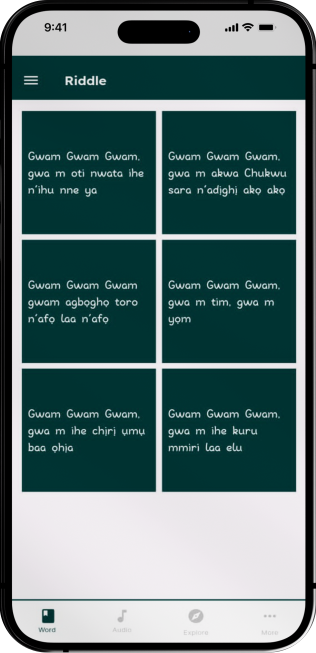 9:41
Riddle
Gwam Gwam Gwam,
gwa m oti nwata ihe
n'ihu nne ya
Gwam Gwam Gwam,
gwa m akwa Chukwu
sara n'adịghị akọ akọ
Gwam Gwam Gwam
gwam agbọghọ toro
n'afọ laa n'afọ
Gwam Gwam Gwam,
gwa m tim, gwa m
yọm
Gwam Gwam Gwam,
gwa m ihe chịrị ụmụ
baa ọhịa
Gwam Gwam Gwam,
gwa m ihe kuru
mmiri laa elu
Word
Audio
Explore
More